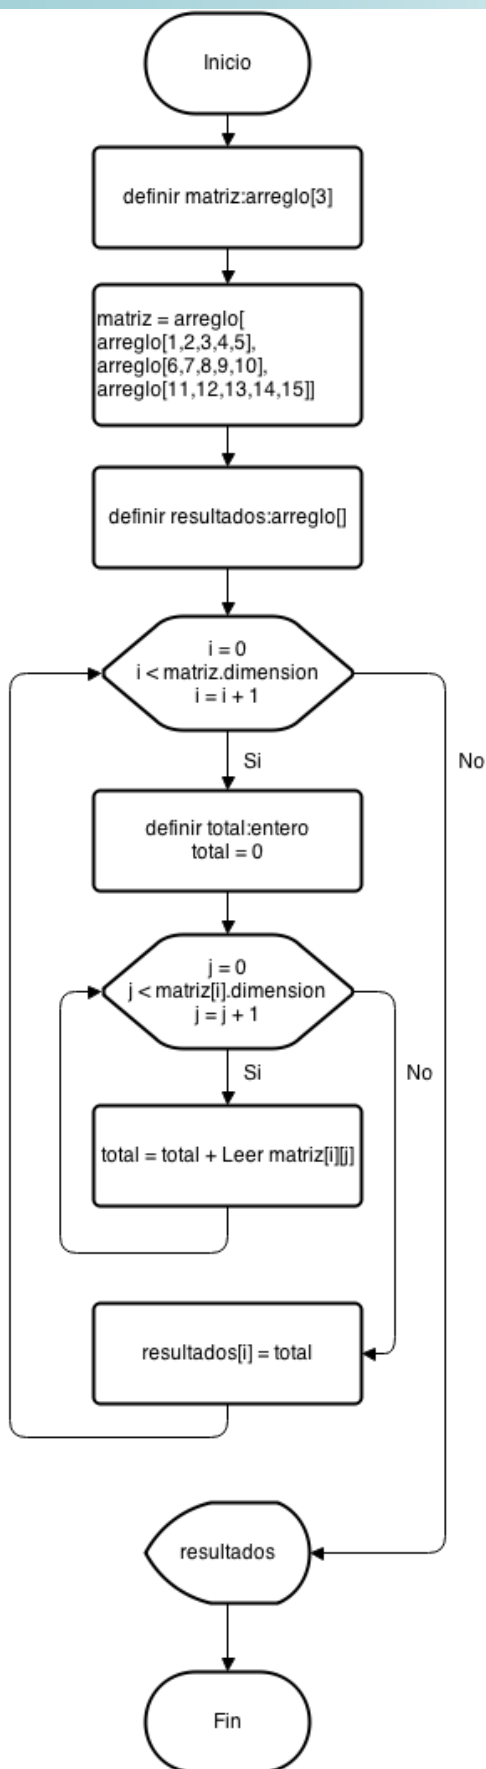 Inicio
definir matriz:arreglo[3]
matriz = arreglo[
arreglo[1,2,3,4,5],
arreglo[6,7,8,9,10],
arreglo[11,12,13,14,15]]
definir resultados:arreglo[]
i = 0
i < matriz.dimension
i = i + 1
Si
No
definir total:entero
total = 0
j = 0
j < matriz[i].dimension
j = j + 1
Si
No
total = total + Leer matriz[i][j]
resultados[i] = total
resultados
Fin